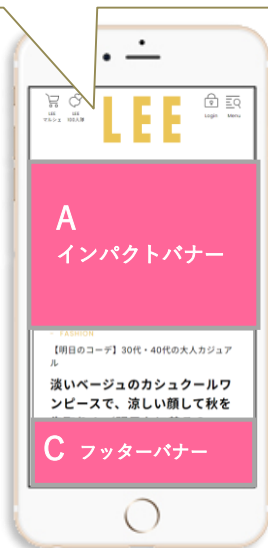 LEE
LEE
マルシェ
LEE
100人隊
Login
Menu
A
インパクトバナー
FASHION
【明日のコーデ】30代・40代の大人カジュア
ル
淡いベージュのカシュクールワ
ンピースで、涼しい顔して秋を
C フッターバナー